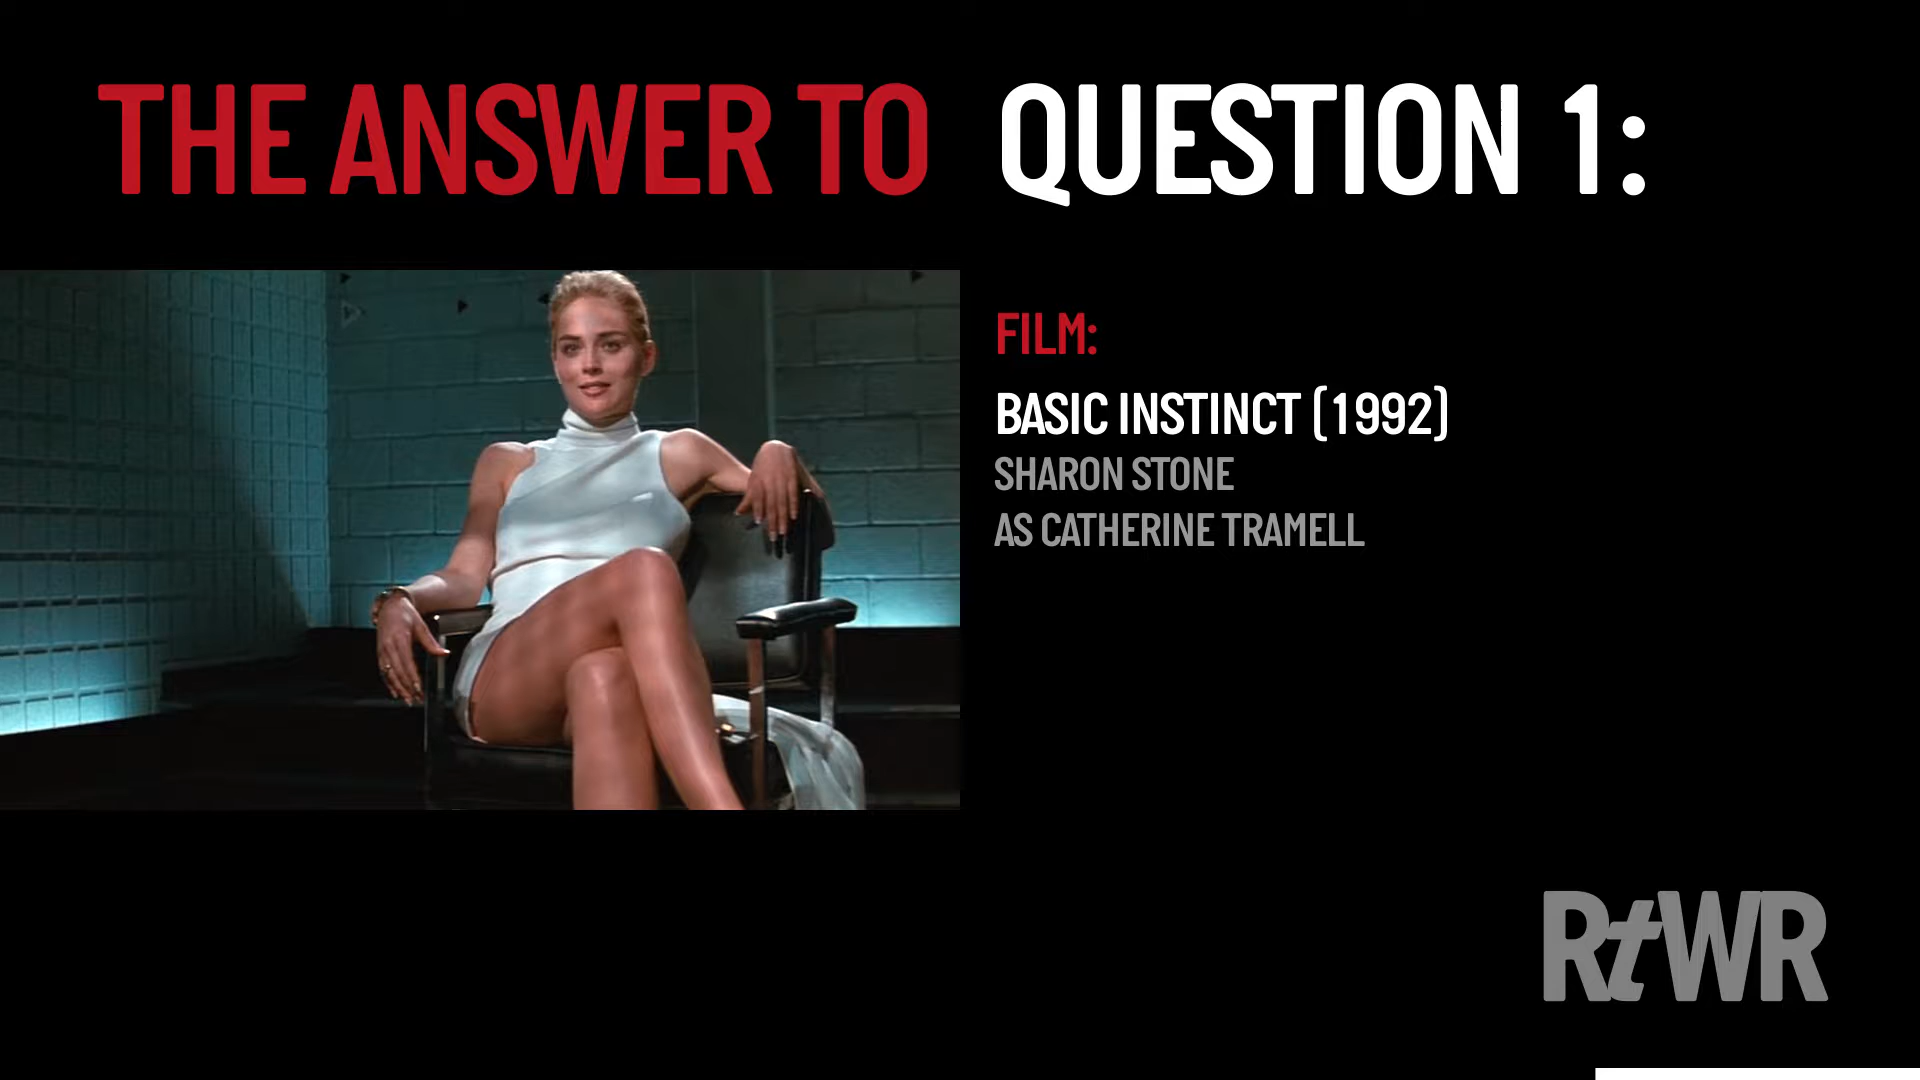 THE ANSWER TO QUESTION 1:
FILM:
BASIC INSTINCT (1992)
SHARON STONE
AS CATHERINE TRAMELL
RtWR